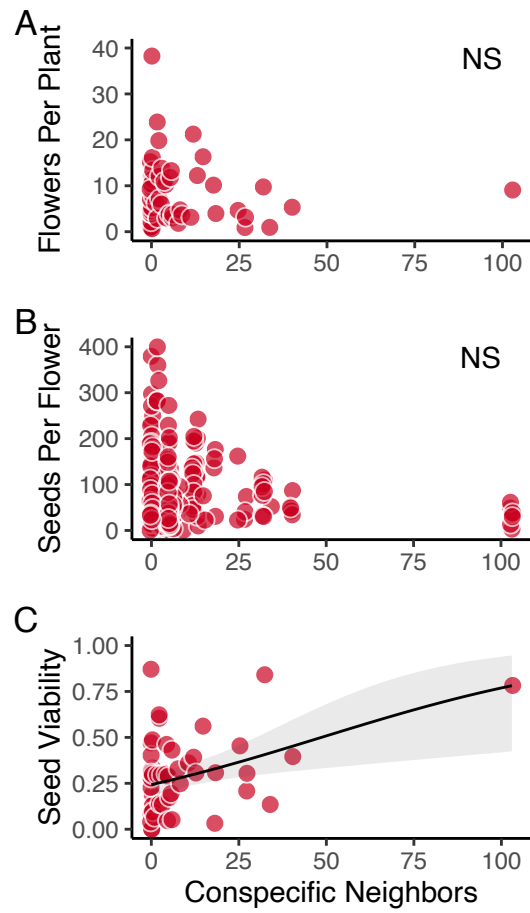 A
Flowers Per Plant
40
30
20
10
0
NS
0 25 50 75 100
B
Seeds Per Flower
400
300
200
100
0
NS
0 25 50 75 100
C
Seed Viability
1.00
0.75
0.50
0.25
0.00
0 25 50 75 100
Conspecific Neighbors